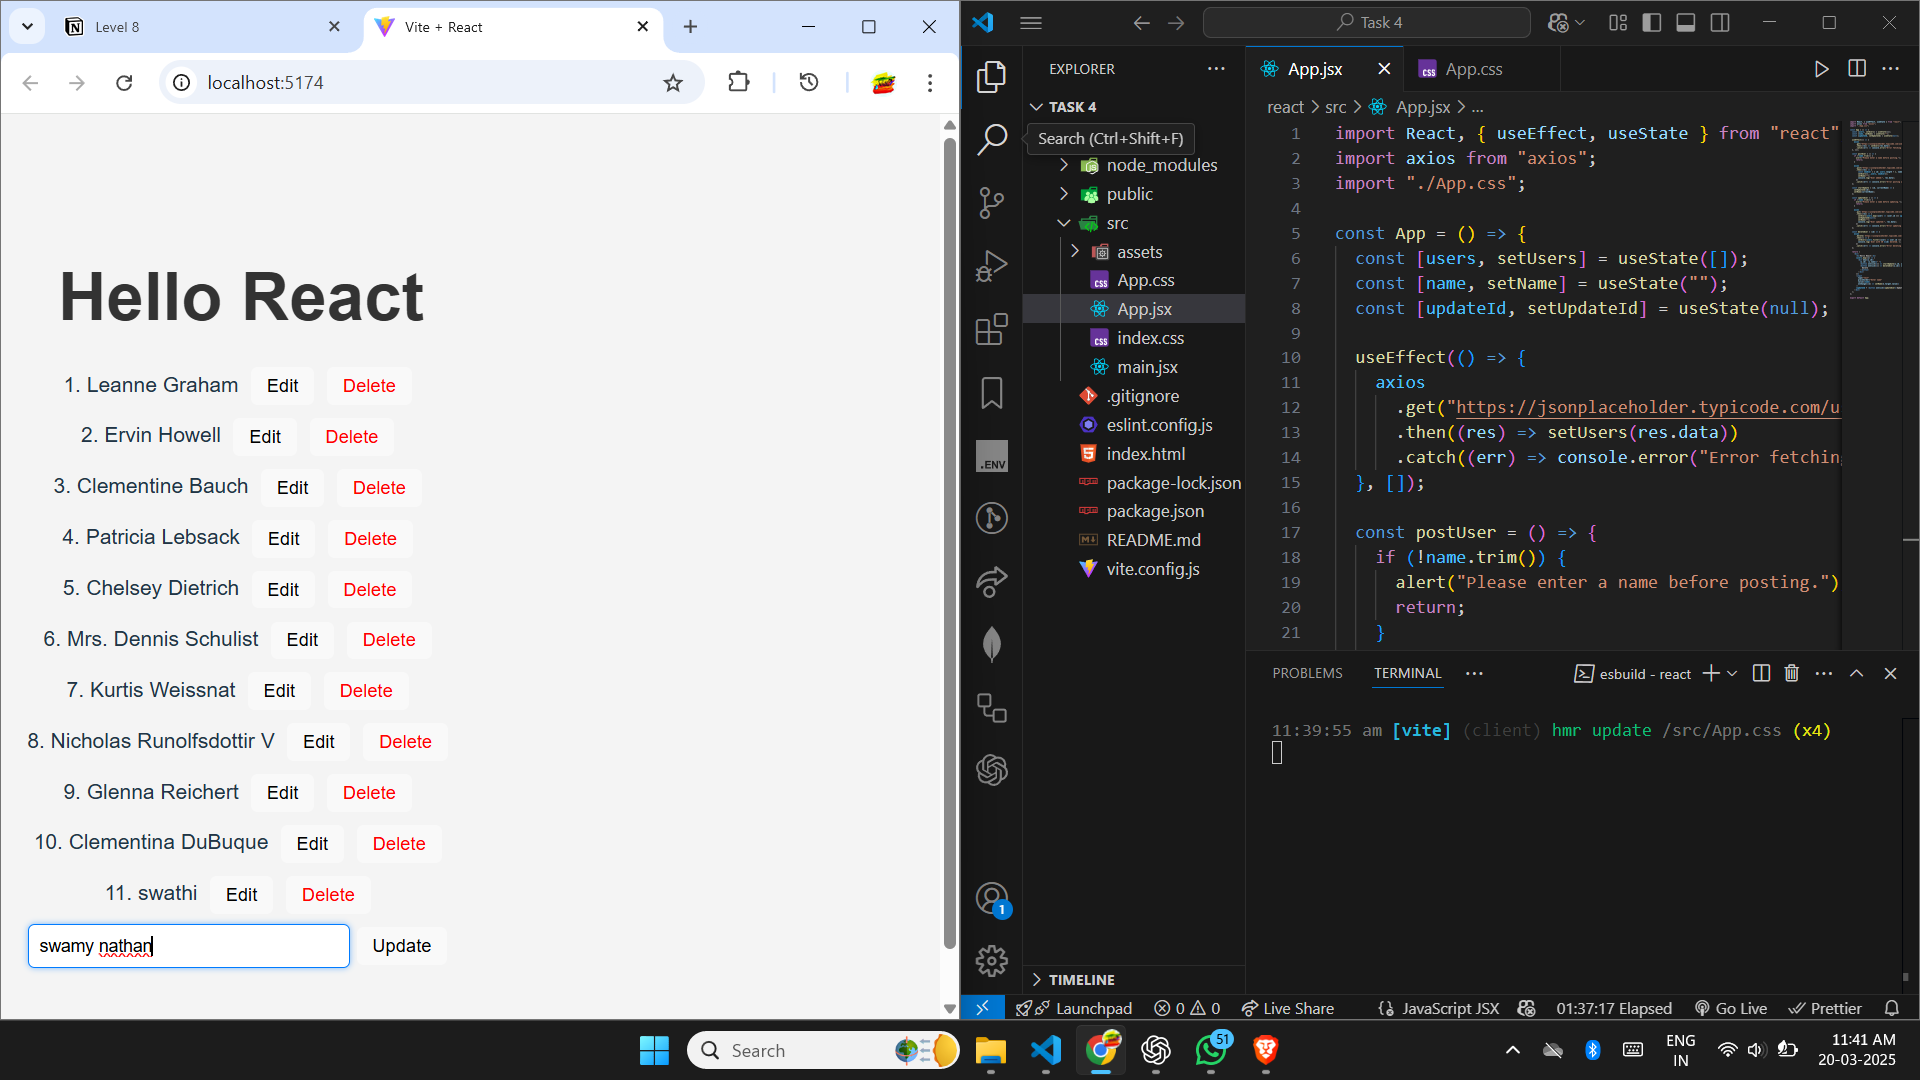 Level 8
Vite + React
localhost:5174
Hello React
1. Leanne Graham Edit Delete
2. Ervin Howell Edit Delete
3. Clementine Bauch Edit Delete
4. Patricia Lebsack Edit Delete
5. Chelsey Dietrich Edit Delete
6. Mrs. Dennis Schulist Edit Delete
7. Kurtis Weissnat Edit Delete
8. Nicholas Runolfsdottir V Edit Delete
9. Glenna Reichert Edit Delete
10. Clementina DuBuque Edit Delete
11. swathi Edit Delete
swamy nathan Update
Task 4
EXPLORER
TASK 4
Search (Ctrl+Shift+F)
node_modules
public
src
assets
App.css
App.jsx
index.css
main.jsx
.gitignore
eslint.config.js
index.html
package-lock.json
package.json
README.md
vite.config.js
TIMELINE
.ENV
1
App.jsx
App.css
react > src > App.jsx > ...
1 import React, { useEffect, useState } from "react"
2 import axios from "axios";
3 import "./App.css";
4
5 const App = () => {
6 const [users, setUsers] = useState([]);
7 const [name, setName] = useState("");
8 const [updateId, setUpdateId] = useState(null);
9
10 useEffect(() => {
11 axios
12 .get("https://jsonplaceholder.typicode.com/u
13 .then((res) => setUsers(res.data))
14 .catch((err) => console.error("Error fetchin
15 }, []);
16
17 const postUser = () => {
18 if (!name.trim()) {
19 alert("Please enter a name before posting.")
20 return;
21 }
PROBLEMS TERMINAL ... esbuild - react
11:39:55 am [vite] (client) hmr update /src/App.css (x4)
Launchpad 0 0 Live Share {} JavaScript JSX 01:37:17 Elapsed Go Live Prettier
Search
51
ENG
IN
11:41 AM
20-03-2025